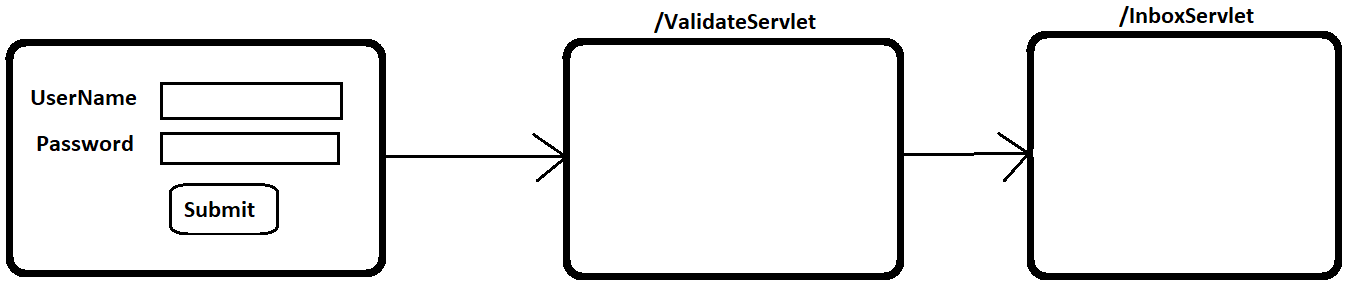 /ValidateServlet
/InboxServlet
UserName
Password
Submit